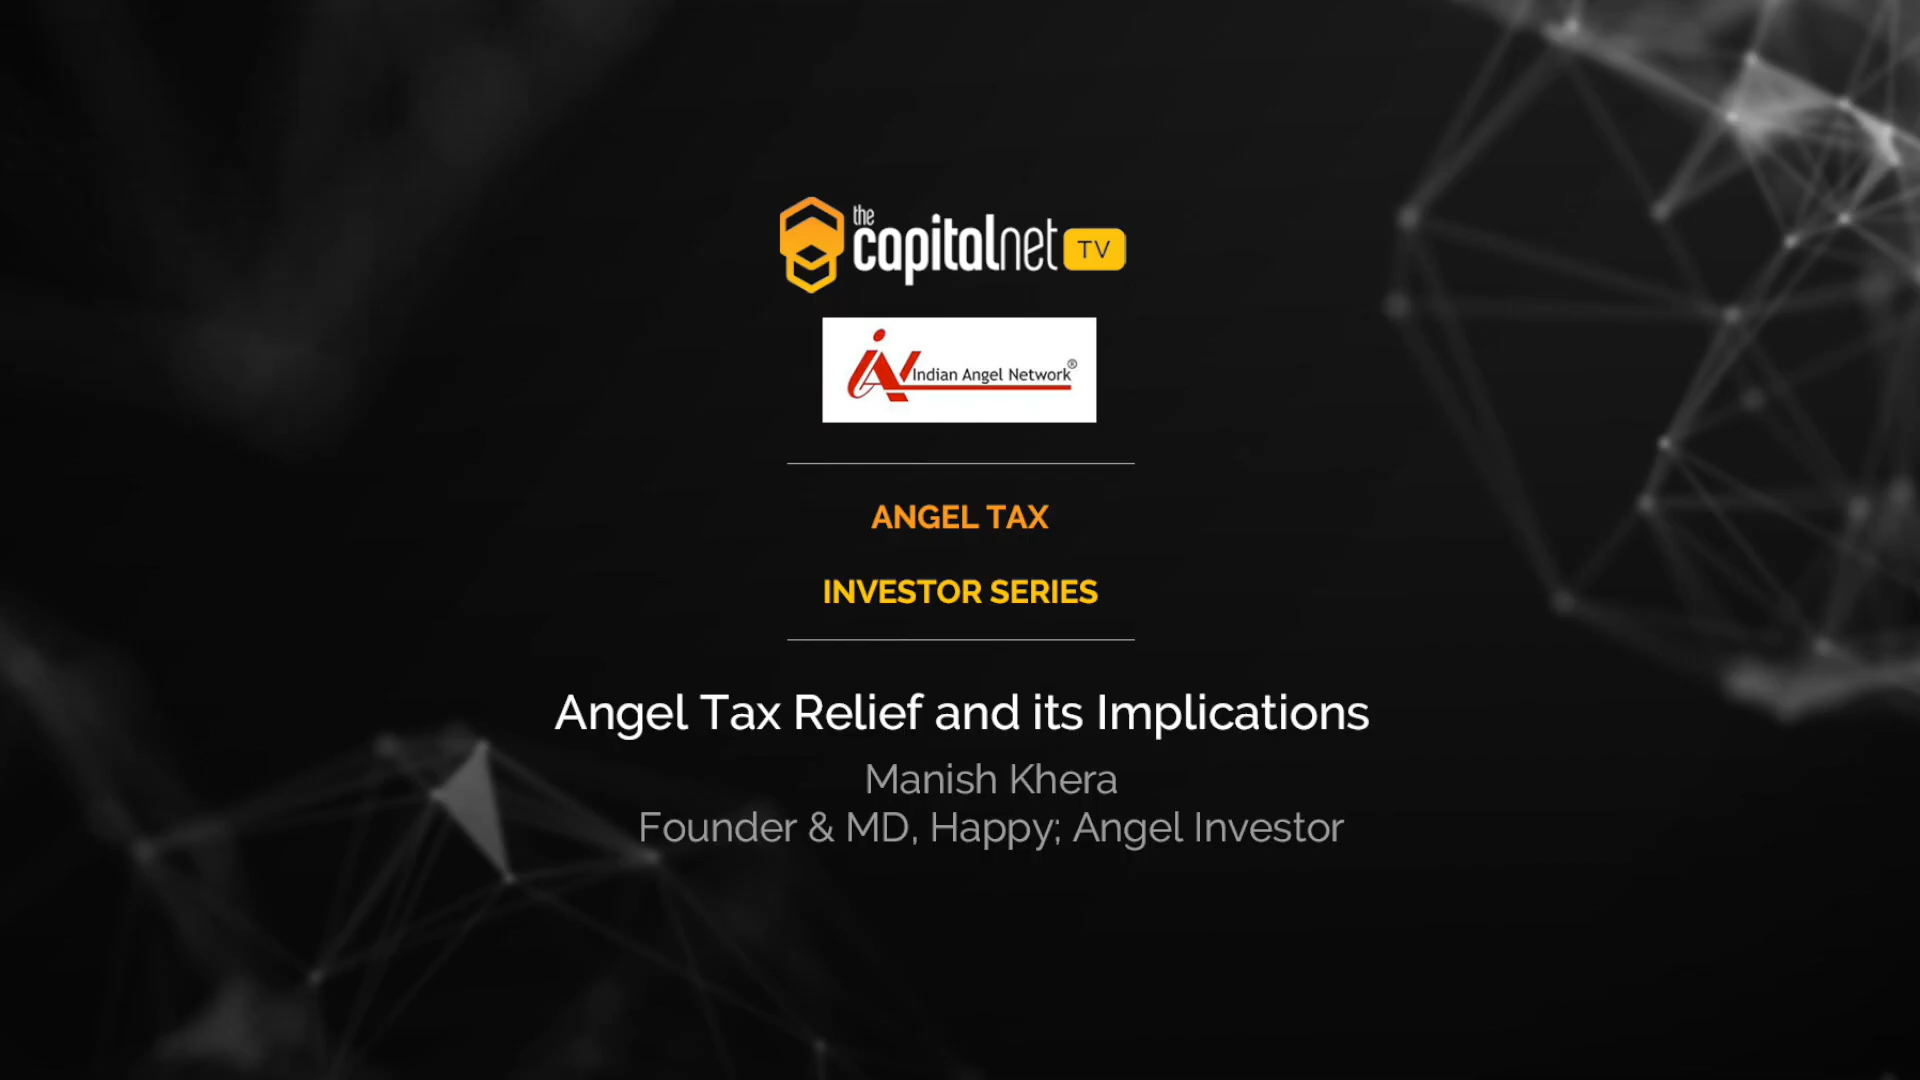 the
capitalnet TV
Indian Angel Network®
ANGEL TAX
INVESTOR SERIES
Angel Tax Relief and its Implications
Manish Khera
Founder & MD, Happy; Angel Investor